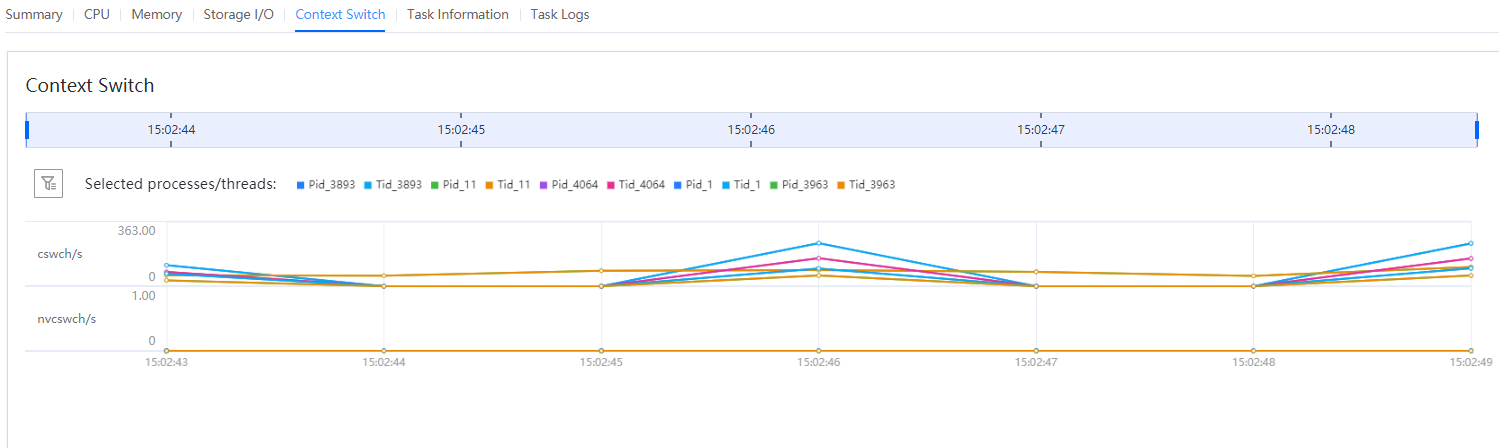 Summary CPU Memory Storage I/O Context Switch Task Information Task Logs
Context Switch
15:02:44 15:02:45 15:02:46 15:02:47 15:02:48
Selected processes/threads: Pid_3893 Tid_3893 Pid_11 Tid_11 Pid_4064 Tid_4064 Pid_1 Tid_1 Pid_3963 Tid_3963
363.00
cswch/s
0
1.00
nvcswch/s
0
15:02:43 15:02:44 15:02:45 15:02:46 15:02:47 15:02:48 15:02:49